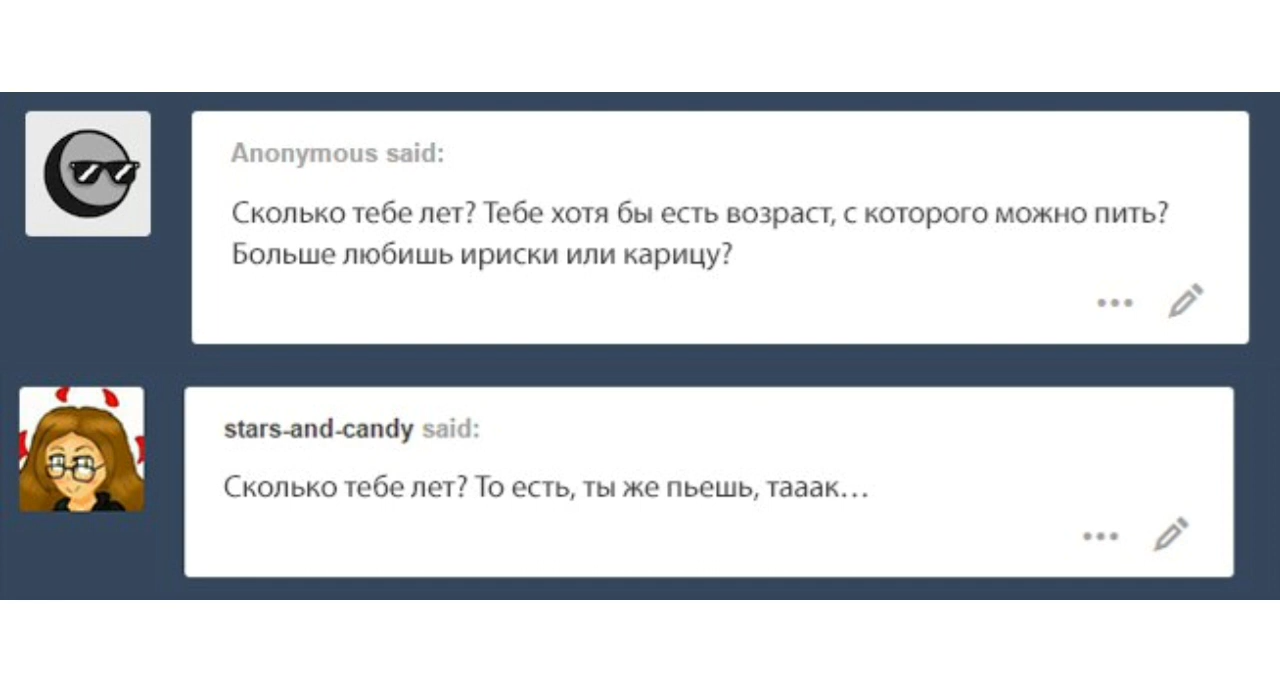 Anonymous said:
Сколько тебе лет? Тебе хотя бы есть возраст, с которого можно пить?
Больше любишь ириски или карицу?
stars-and-candy said:
Сколько тебе лет? То есть, ты же пьешь, тааак...